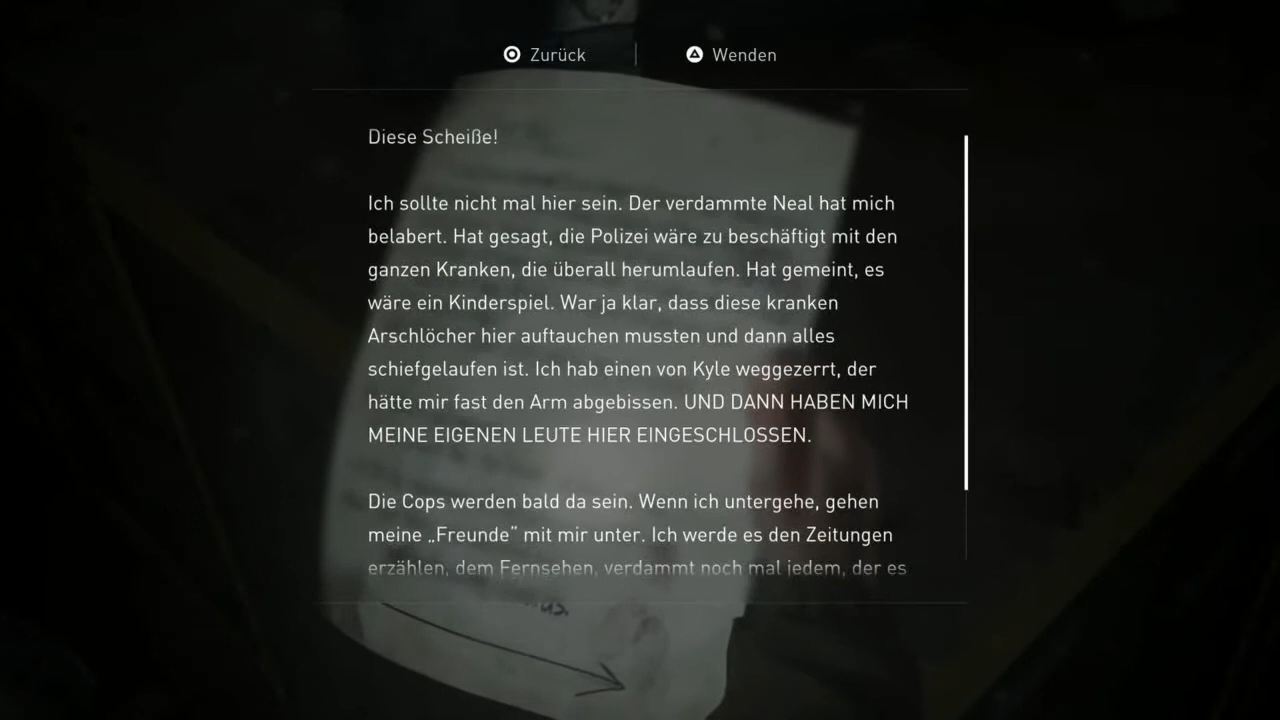 Zurück Wenden
Diese Scheiße!
Ich sollte nicht mal hier sein. Der verdammte Neal hat mich
belabert. Hat gesagt, die Polizei wäre zu beschäftigt mit den
ganzen Kranken, die überall herumlaufen. Hat gemeint, es
wäre ein Kinderspiel. War ja klar, dass diese kranken
Arschlöcher hier auftauchen mussten und dann alles
schiefgelaufen ist. Ich hab einen von Kyle weggezerrt, der
hätte mir fast den Arm abgebissen. UND DANN HABEN MICH
MEINE EIGENEN LEUTE HIER EINGESCHLOSSEN.
Die Cops werden bald da sein. Wenn ich untergehe, gehen
meine „Freunde“ mit mir unter. Ich werde es den Zeitungen
erzählen, dem Fernsehen, verdammt noch mal jedem, der es